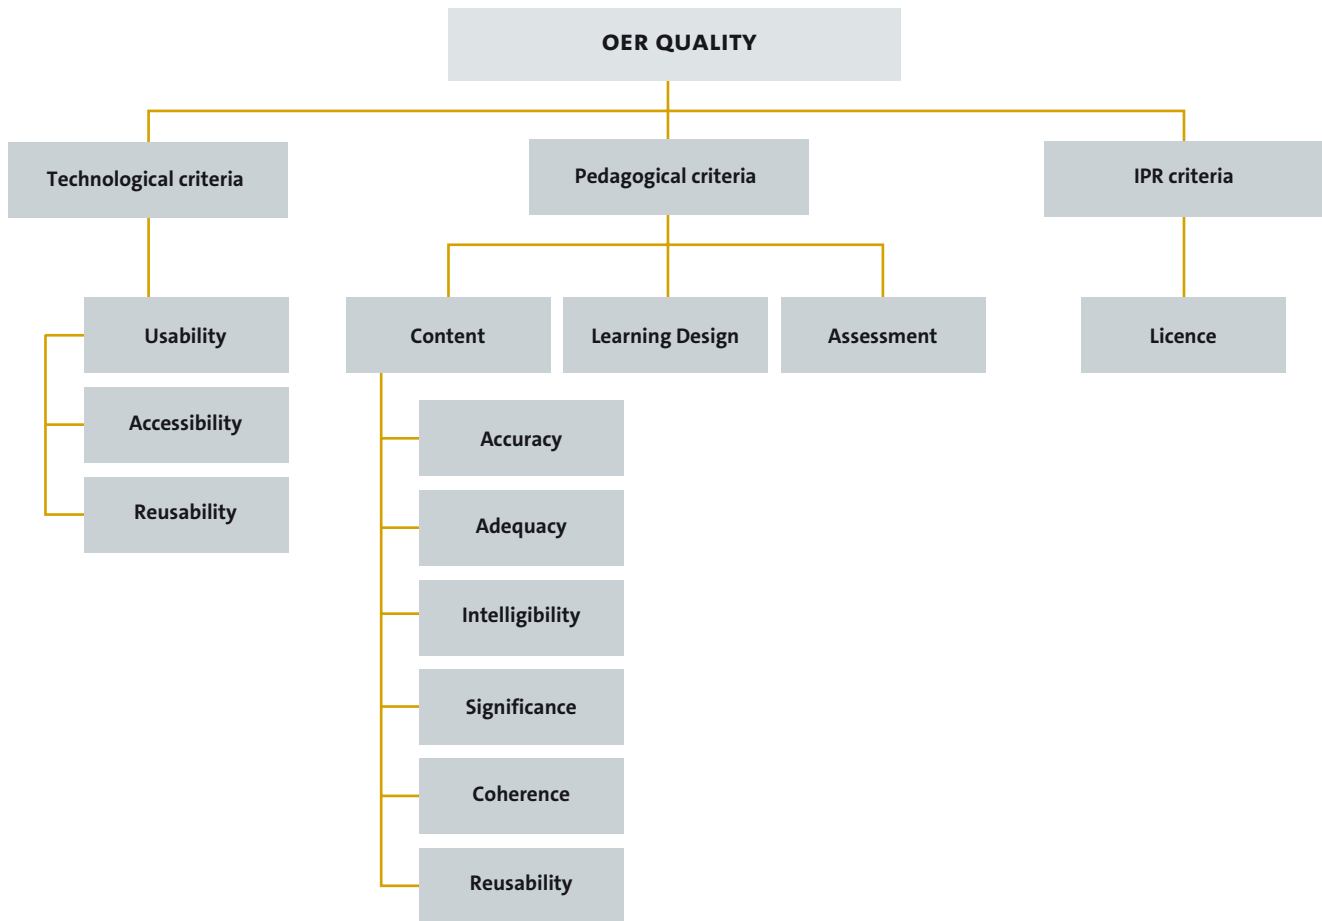 OER QUALITY
Technological criteria
Pedagogical criteria
IPR criteria
Usability
Accessibility
Reusability
Content
Learning Design
Assessment
Licence
Accuracy
Adequacy
Intelligibility
Significance
Coherence
Reusability